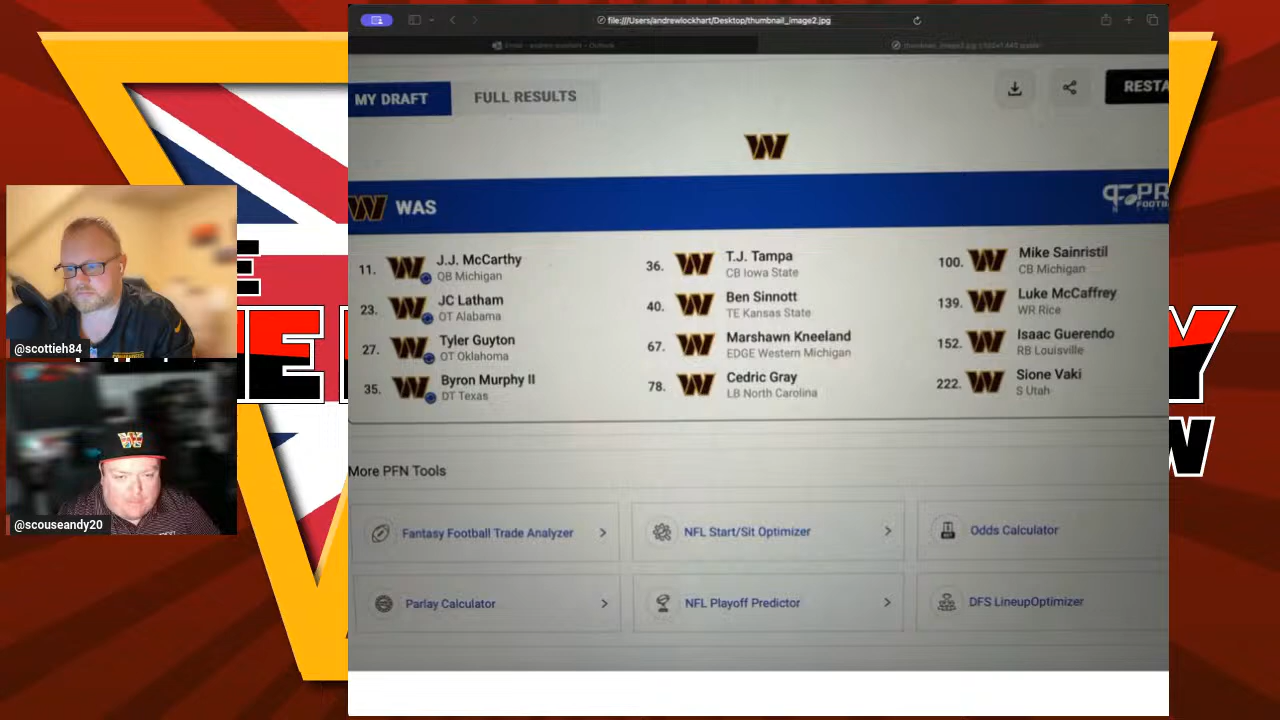 file:///Users/andrewlockhart/Desktop/thumbnail_image2.jpg
MY DRAFT
FULL RESULTS
RESTA
W
W WAS
PRO
FOOTBA
11. J.J. McCarthy
QB Michigan
23. JC Latham
OT Alabama
27. Tyler Guyton
OT Oklahoma
35. Byron Murphy II
DT Texas
36. T.J. Tampa
CB Iowa State
40. Ben Sinnott
TE Kansas State
67. Marshawn Kneeland
EDGE Western Michigan
78. Cedric Gray
LB North Carolina
100. Mike Sainristil
CB Michigan
139. Luke McCaffrey
WR Rice
152. Isaac Guerendo
RB Louisville
222. Sione Vaki
S Utah
More PFN Tools
Fantasy Football Trade Analyzer
NFL Start/Sit Optimizer
Odds Calculator
Parlay Calculator
NFL Playoff Predictor
DFS LineupOptimizer
@scottieh84
@scouseandy20